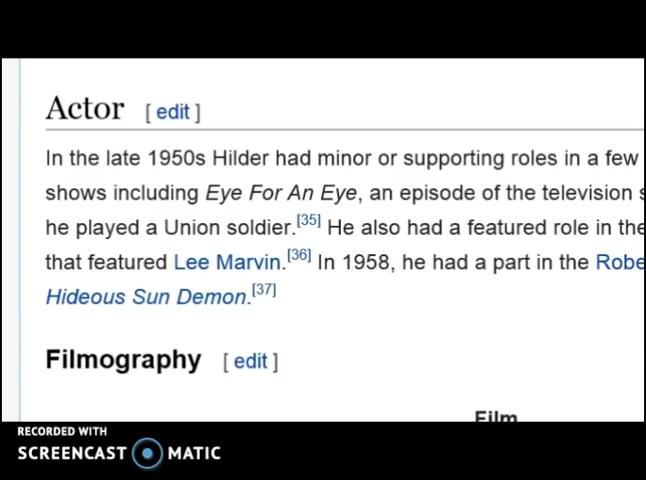 Actor [ edit ]
In the late 1950s Hilder had minor or supporting roles in a few
shows including Eye For An Eye, an episode of the television
he played a Union soldier.[35] He also had a featured role in the
that featured Lee Marvin.[36] In 1958, he had a part in the Robe
Hideous Sun Demon.[37]
Filmography [ edit ]
Film
RECORDED WITH
SCREENCAST MATIC